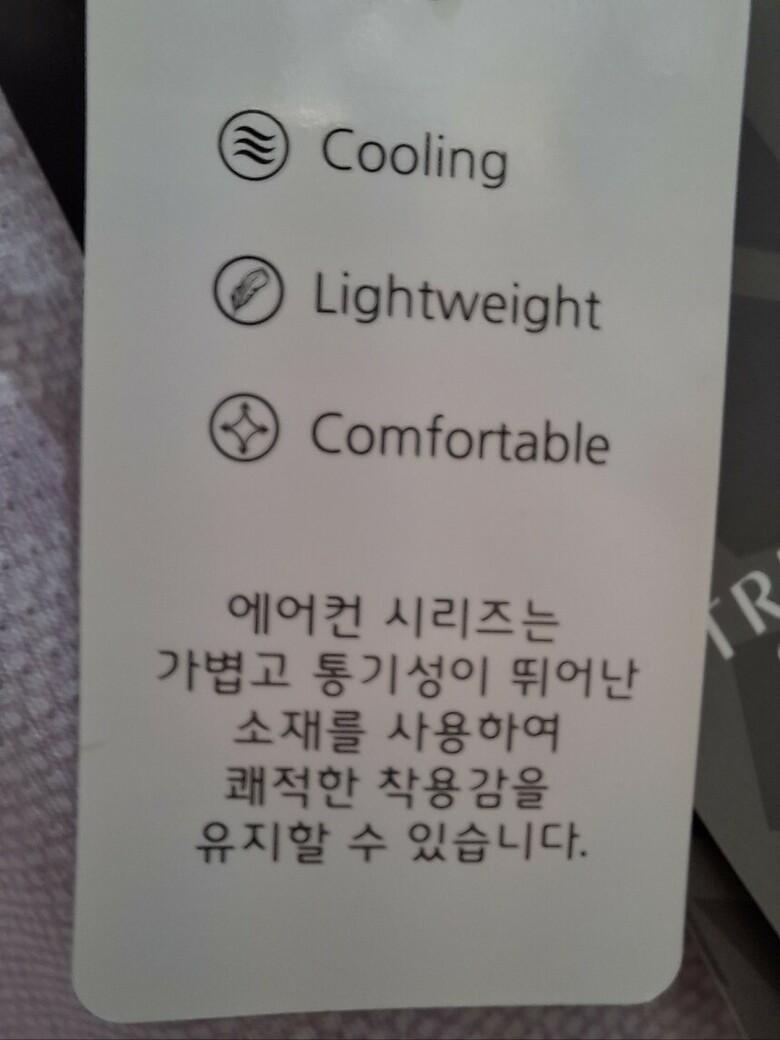 Cooling
Lightweight
Comfortable
에어컨 시리즈는
가볍고 통기성이 뛰어난
소재를 사용하여
쾌적한 착용감을
유지할 수 있습니다.